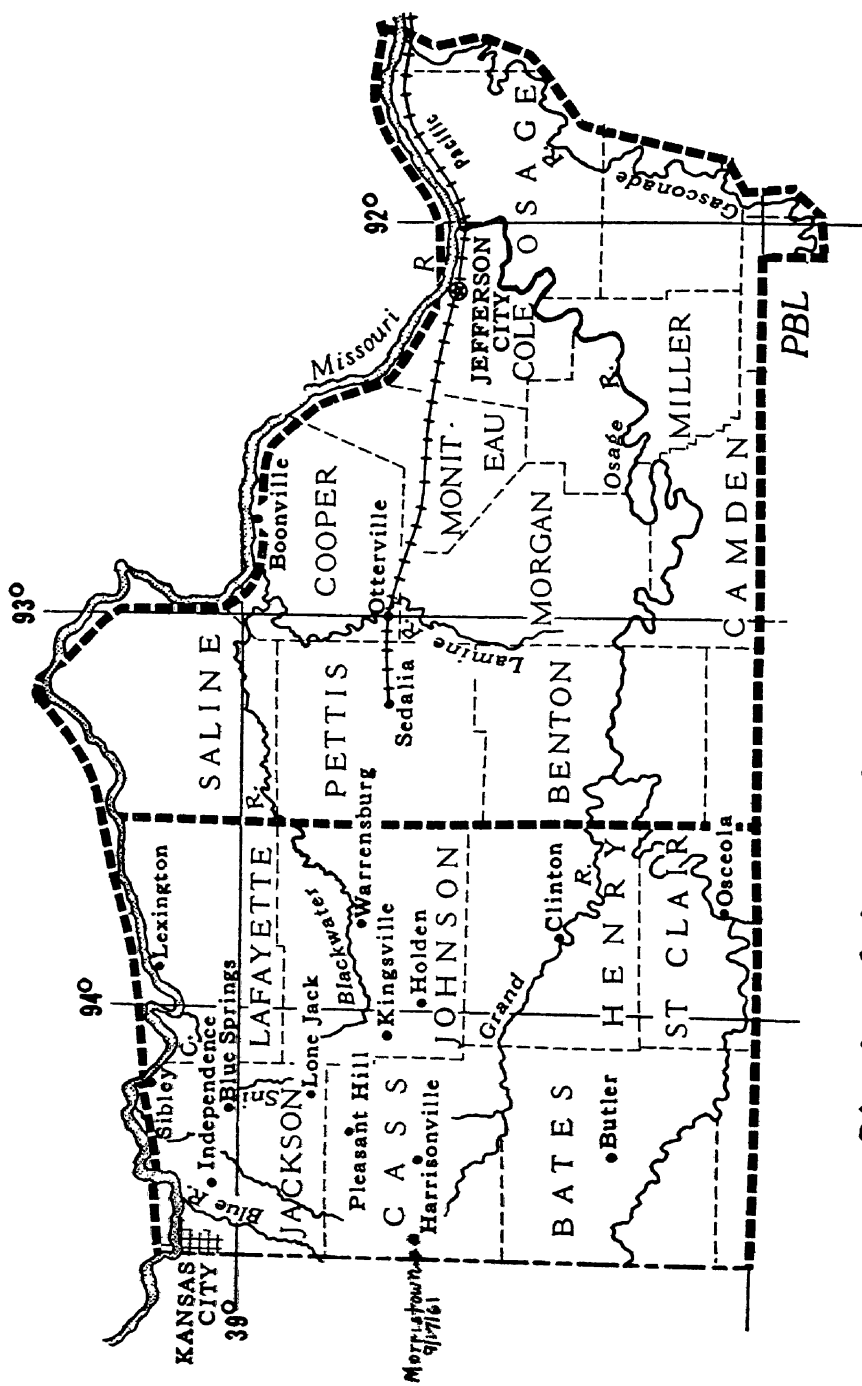 94°
93°
92°
39°
KANSAS
CITY
Missouri
R
Sibley
C.
Independence
Blue Springs
Lexington
Blue R.
JACKSON
Sni
Lone Jack
LAFAYETTE
SALINE
R.
Blackwater
Boonville
COOPER
Pleasant Hill
Kingsville
Warrensburg
PETTIS
Sedalia
Otterville
R.
Lamine
MONIT-
EAU
JEFFERSON
CITY
COLE
Pacific
OSAGE
R.
Gasconade
CASS
Harrisonville
Morristown
9/17/61
Holden
JOHNSON
Grand
R.
Clinton
BENTON
MORGAN
Osage R.
MILLER
BATES
Butler
HENRY
ST CLAIR
Osceola
CAMDEN
PBL